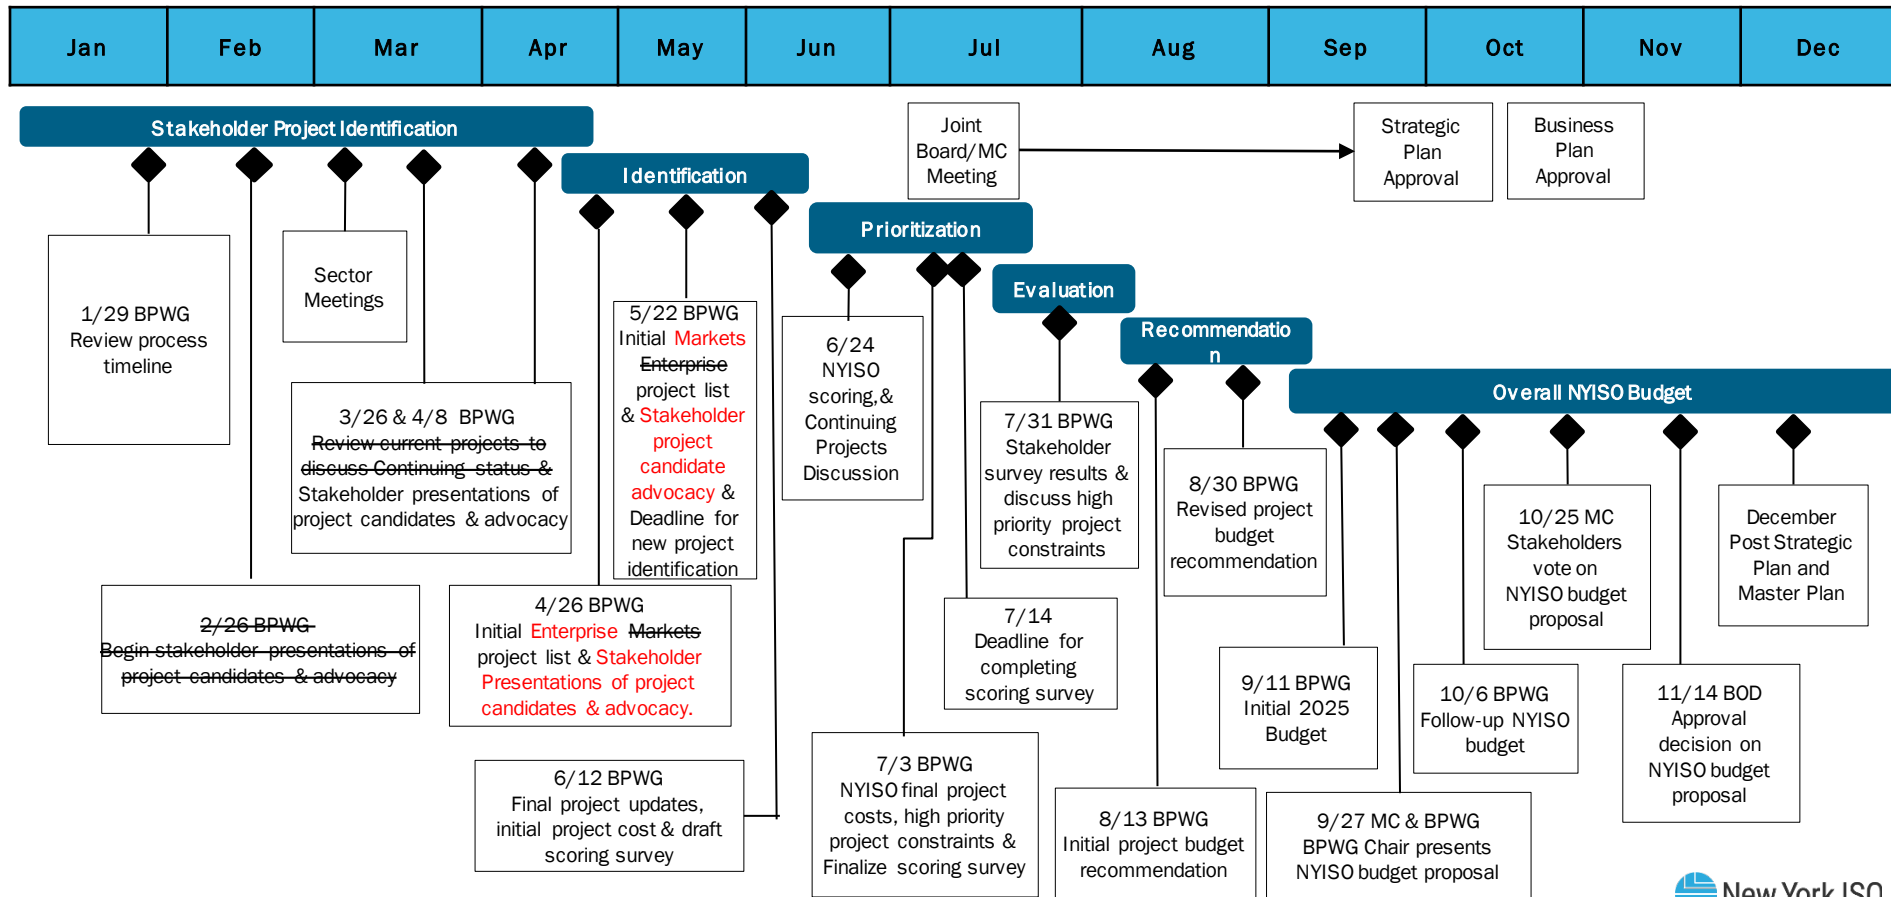 Jan Feb Mar Apr May Jun Jul Aug Sep Oct Nov Dec
Stakeholder Project Identification
Joint
Board/MC
Meeting
Strategic
Plan
Approval
Business
Plan
Approval
Identification
Prioritization
Evaluation
Recommendatio
n
Overall NYISO Budget
1/29 BPWG
Review process
timeline
Sector
Meetings
3/26 & 4/8 BPWG
Review current projects to
discuss Continuing status &
Stakeholder presentations of
project candidates & advocacy
2/26 BPWG
Begin stakeholder presentations of
project candidates & advocacy
5/22 BPWG
Initial Markets
Enterprise
project list
& Stakeholder
project
candidate
advocacy &
Deadline for
new project
identification
4/26 BPWG
Initial Enterprise Markets
project list & Stakeholder
Presentations of project
candidates & advocacy.
6/12 BPWG
Final project updates,
initial project cost & draft
scoring survey
6/24
NYISO
scoring,&
Continuing
Projects
Discussion
7/3 BPWG
NYISO final project
costs, high priority
project constraints &
Finalize scoring survey
7/14
Deadline for
completing
scoring survey
7/31 BPWG
Stakeholder
survey results &
discuss high
priority project
constraints
8/13 BPWG
Initial project budget
recommendation
8/30 BPWG
Revised project
budget
recommendation
9/11 BPWG
Initial 2025
Budget
9/27 MC & BPWG
BPWG Chair presents
NYISO budget proposal
10/6 BPWG
Follow-up NYISO
budget
10/25 MC
Stakeholders
vote on
NYISO budget
proposal
11/14 BOD
Approval
decision on
NYISO budget
proposal
December
Post Strategic
Plan and
Master Plan
New York ISO